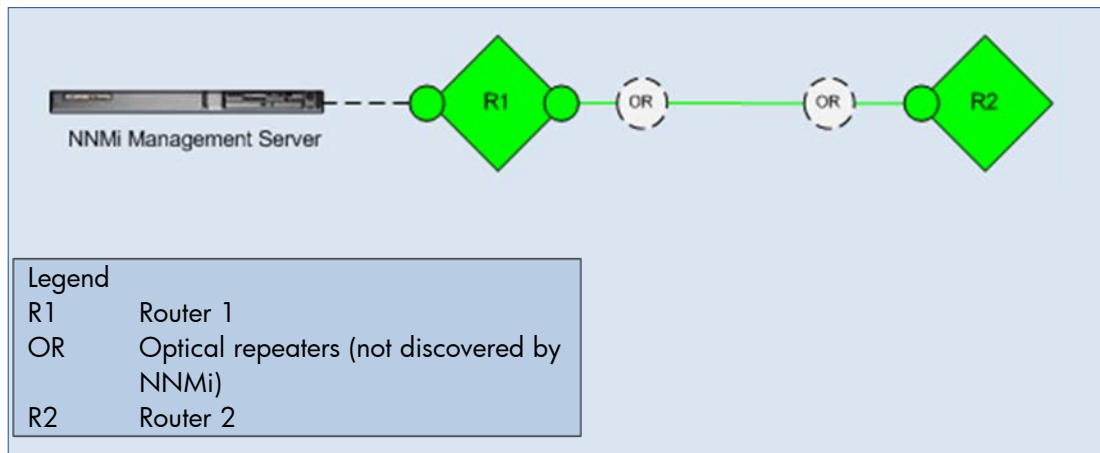 R1 OR OR R2
NNMi Management Server
Legend
R1 Router 1
OR Optical repeaters (not discovered by
NNMi)
R2 Router 2